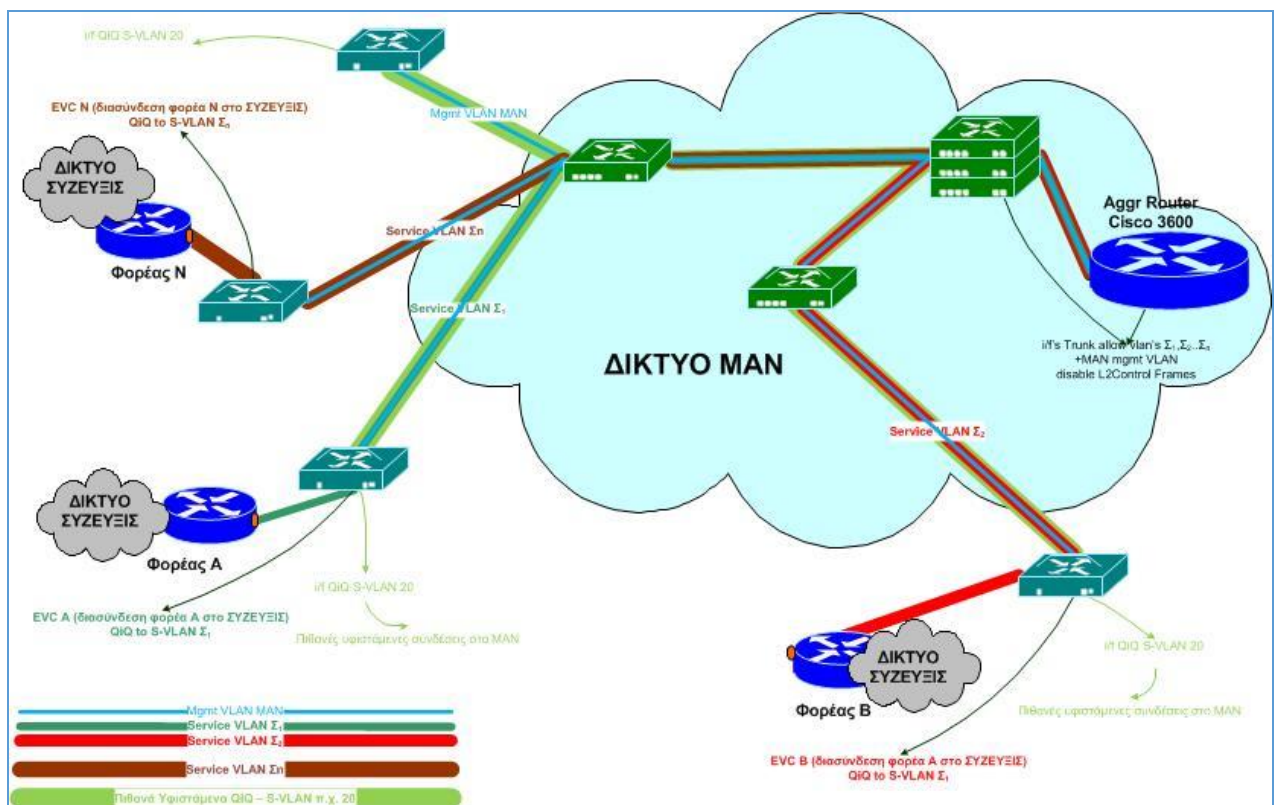 i/f QiQ S-VLAN 20
Mgmt VLAN MAN
EVC N (διασύνδεση φορέα N στο ΣΥΖΕΥΞΙΣ)
QiQ to S-VLAN Σn
ΔΙΚΤΥΟ
ΣΥΖΕΥΞΙΣ
Φορέας N
Service VLAN Σn
Service VLAN Σ1
Aggr Router
Cisco 3600
i/f's Trunk allow vlan's Σ1,Σ2..Σn
+MAN mgmt VLAN
disable L2Control Frames
ΔΙΚΤΥΟ MAN
Service VLAN Σ2
ΔΙΚΤΥΟ
ΣΥΖΕΥΞΙΣ
Φορέας A
i/f QiQ S-VLAN 20
EVC A (διασύνδεση φορέα A στο ΣΥΖΕΥΞΙΣ)
QiQ to S-VLAN Σ1
Πιθανές υφιστάμενες συνδέσεις στο MAN
i/f QiQ S-VLAN 20
ΔΙΚΤΥΟ
ΣΥΖΕΥΞΙΣ
Φορέας B
Πιθανές υφιστάμενες συνδέσεις στο MAN
EVC B (διασύνδεση φορέα A στο ΣΥΖΕΥΞΙΣ)
QiQ to S-VLAN Σ1
Mgmt VLAN MAN
Service VLAN Σ1
Service VLAN Σ2
Service VLAN Σn
Πιθανά Υφιστάμενα QiQ – S-VLAN π.χ. 20